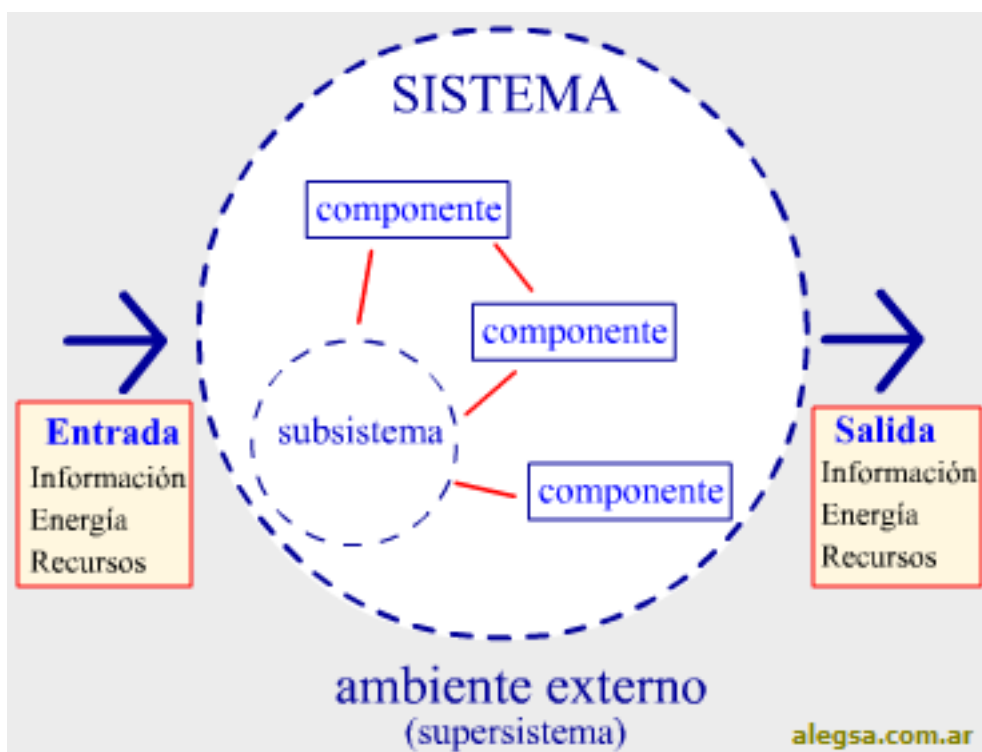 SISTEMA
componente
componente
subsistema
componente
Entrada
Información
Energía
Recursos
Salida
Información
Energía
Recursos
ambiente externo
(supersistema)
alegsa.com.ar